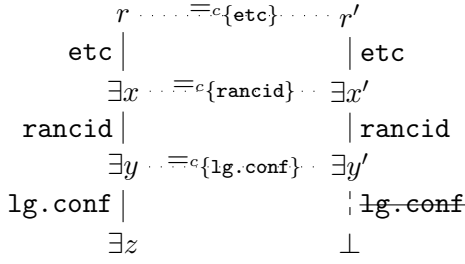 r ≐c{etc} r′
etc etc
∃x ≐c{rancid} ∃x′
rancid rancid
∃y ≐c{lg.conf} ∃y′
lg.conf lg.conf
∃z ⊥